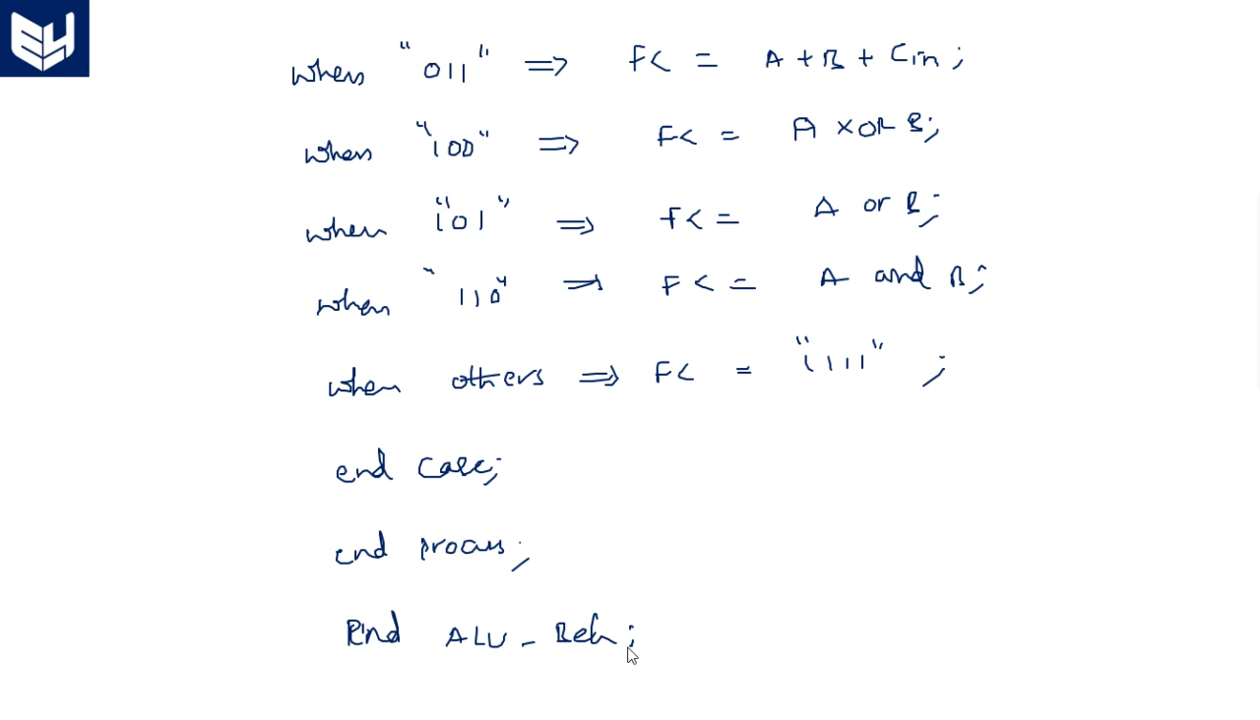 when "011" => F <= A + B + Cin;
when "100" => F <= A xor B;
when "101" => f <= A or B;
when "110" => F <= A and B;
when others => F <= "1111";
end case;
end process;
End ALU_Beh;